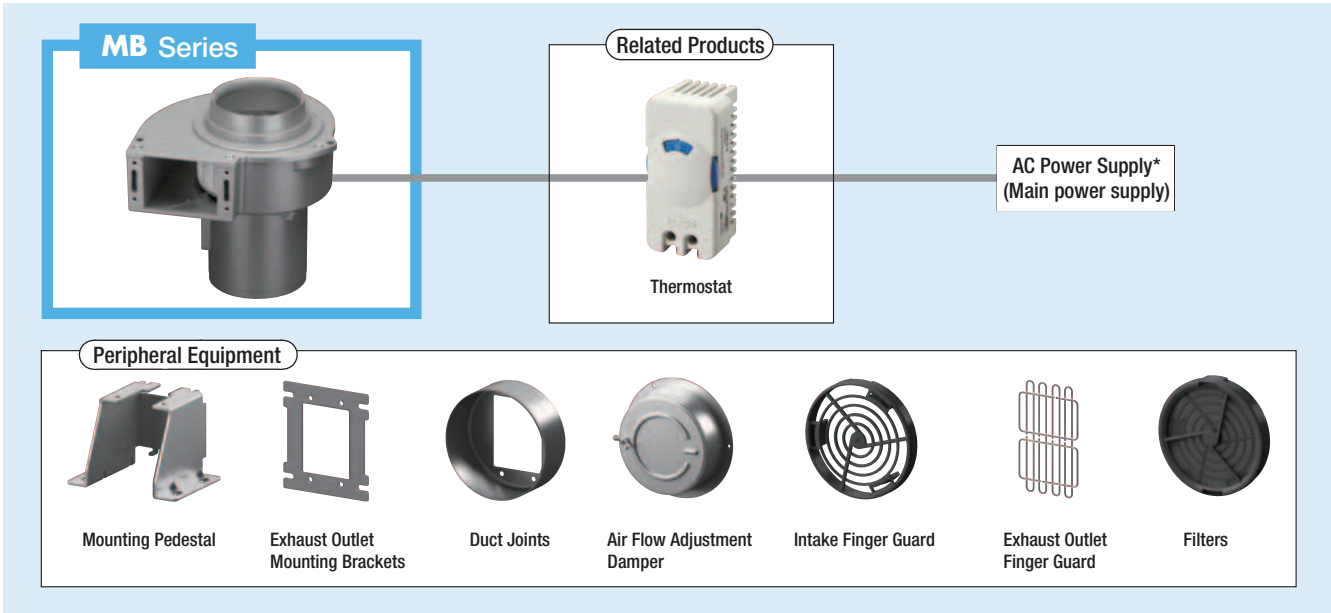 MB Series
Related Products
Thermostat
AC Power Supply*
(Main power supply)
Peripheral Equipment
Mounting Pedestal
Exhaust Outlet
Mounting Brackets
Duct Joints
Air Flow Adjustment
Damper
Intake Finger Guard
Exhaust Outlet
Finger Guard
Filters